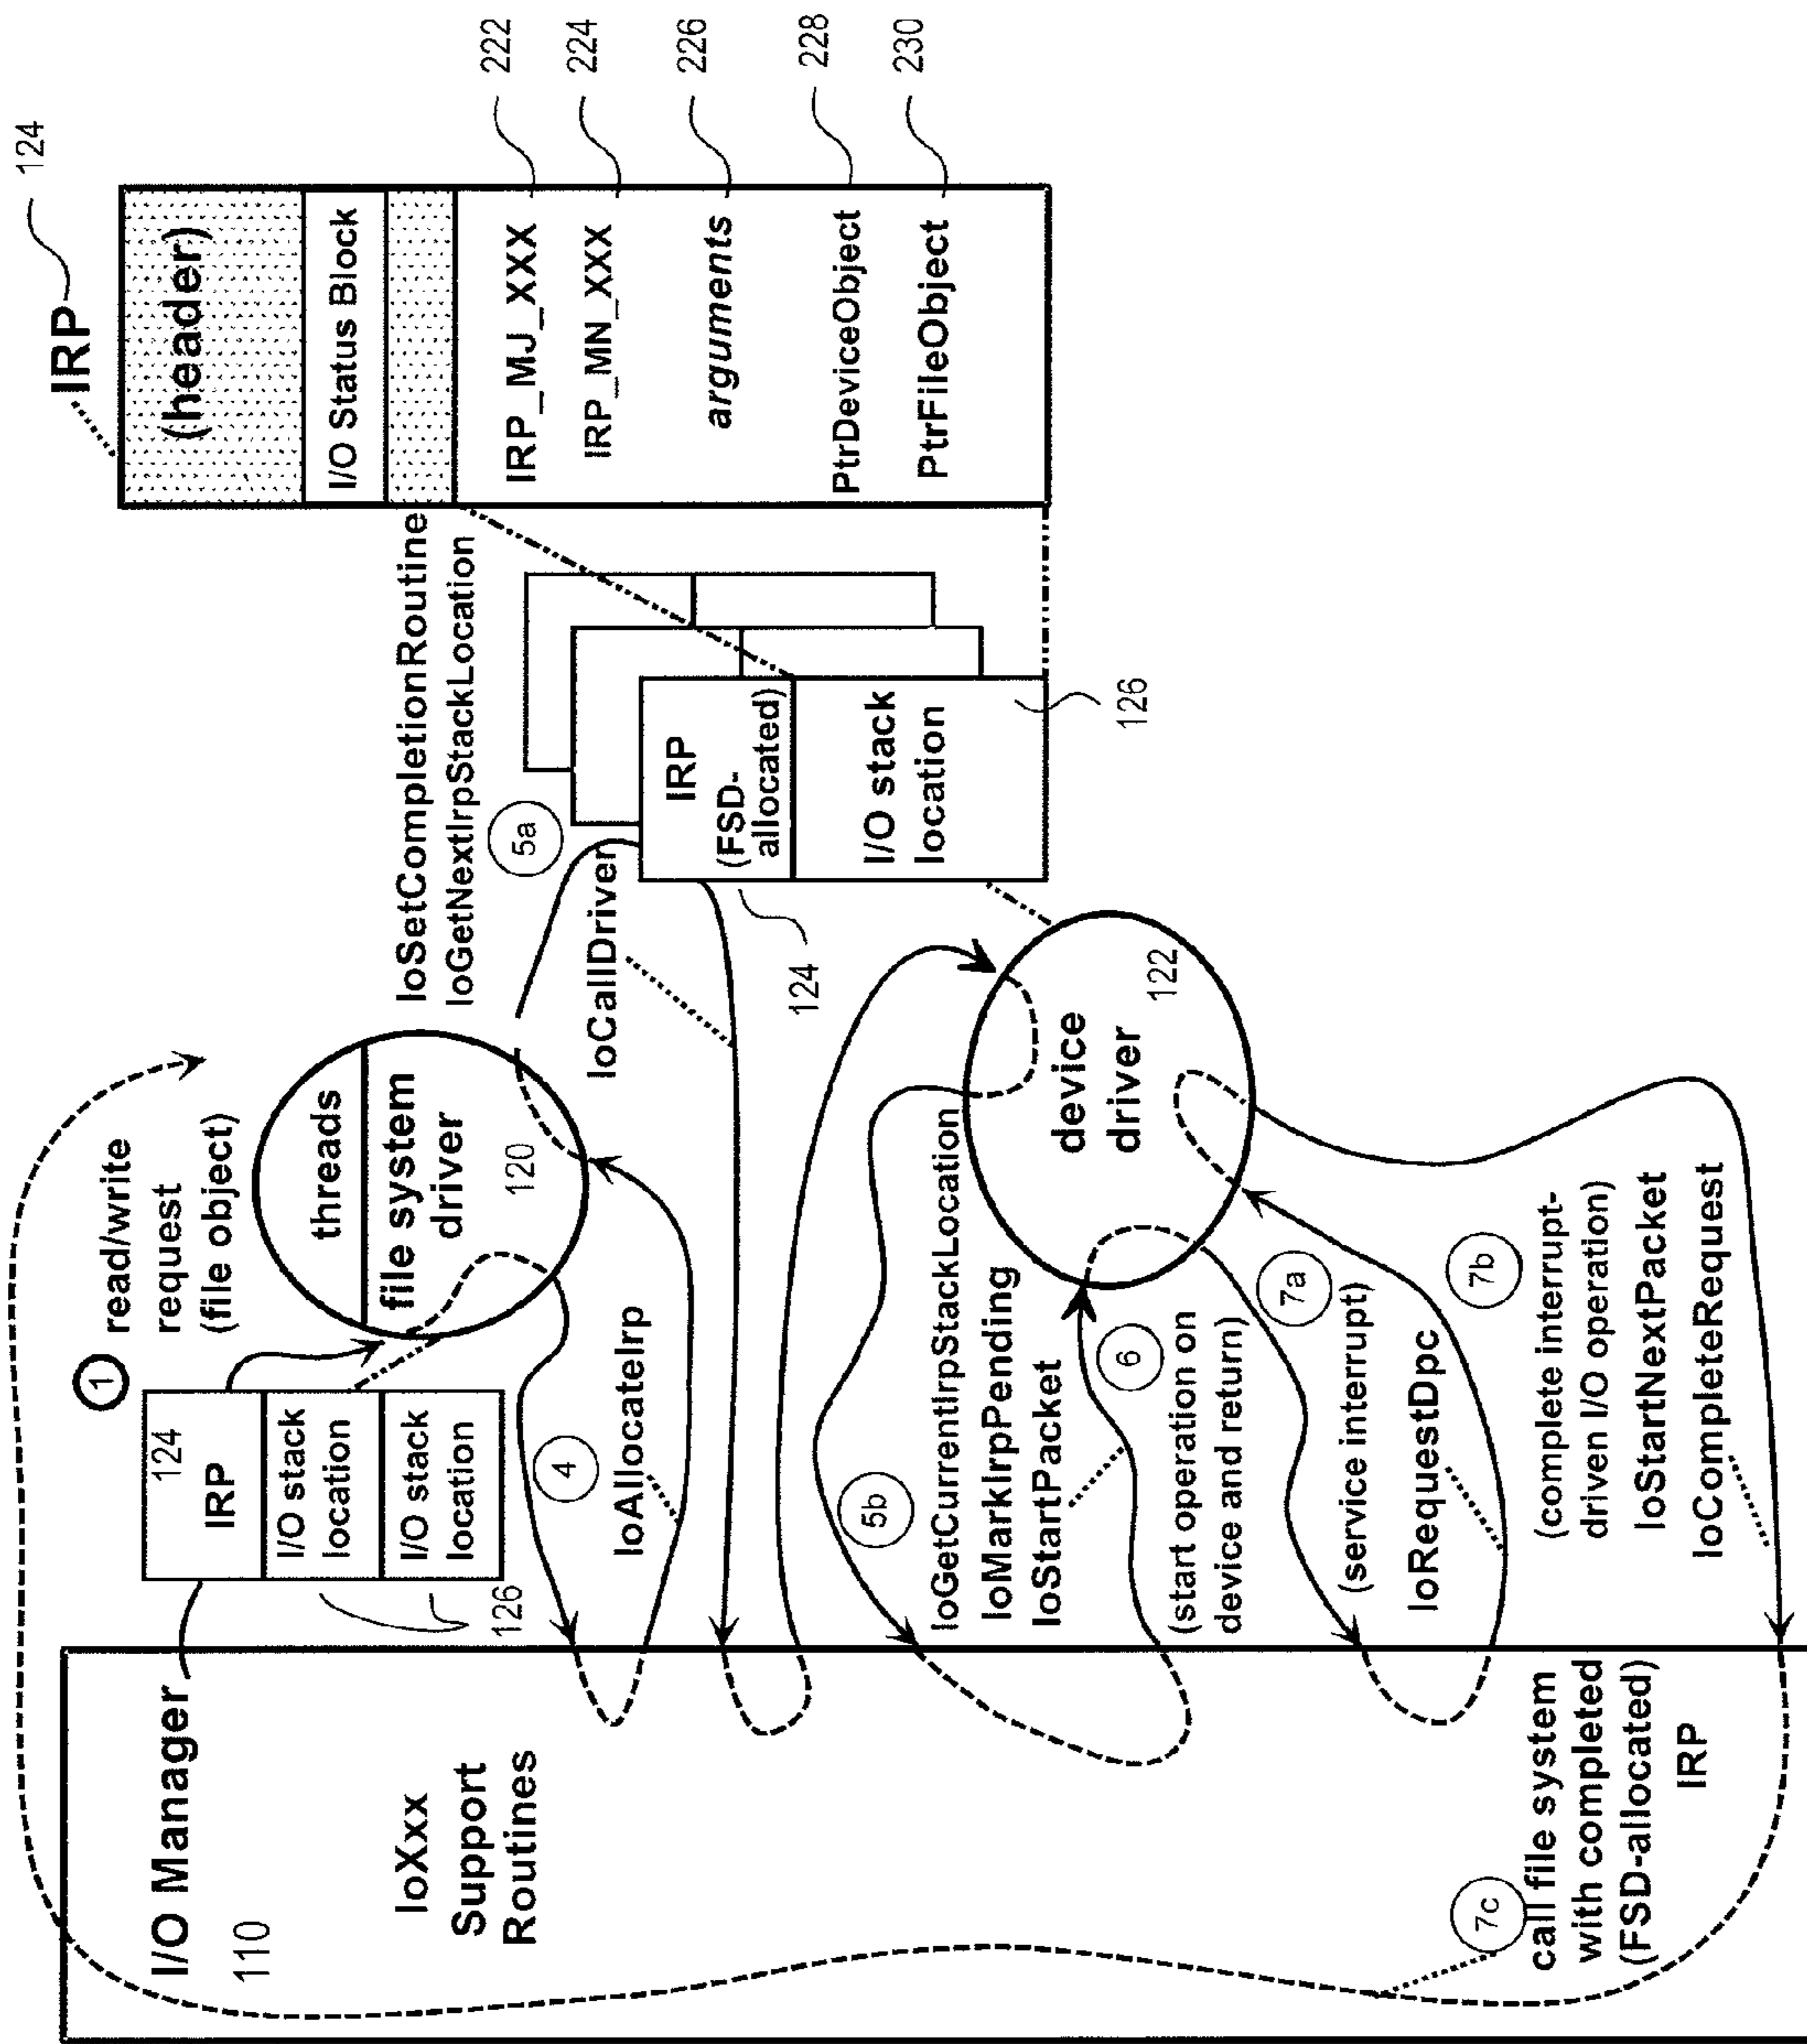 I/O Manager
110
IoXxx
Support
Routines
7c
call file system
with completed
(FSD-allocated)
IRP
1
read/write
request
(file object)
124
IRP
I/O stack
location
I/O stack
location
126
threads
file system
driver
120
4
IoAllocateIrp
IoSetCompletionRoutine
IoGetNextIrpStackLocation
5a
IoCallDriver
IRP
(FSD-
allocated)
I/O stack
location
124
126
5b
IoGetCurrentIrpStackLocation
IoMarkIrpPending
IoStartPacket
6
(start operation on
device and return)
device
driver
122
7a
(service interrupt)
IoRequestDpc
7b
(complete interrupt-
driven I/O operation)
IoStartNextPacket
IoCompleteRequest
IRP
124
(header)
I/O Status Block
IRP_MJ_XXX
222
IRP_MN_XXX
224
arguments
226
PtrDeviceObject
228
PtrFileObject
230